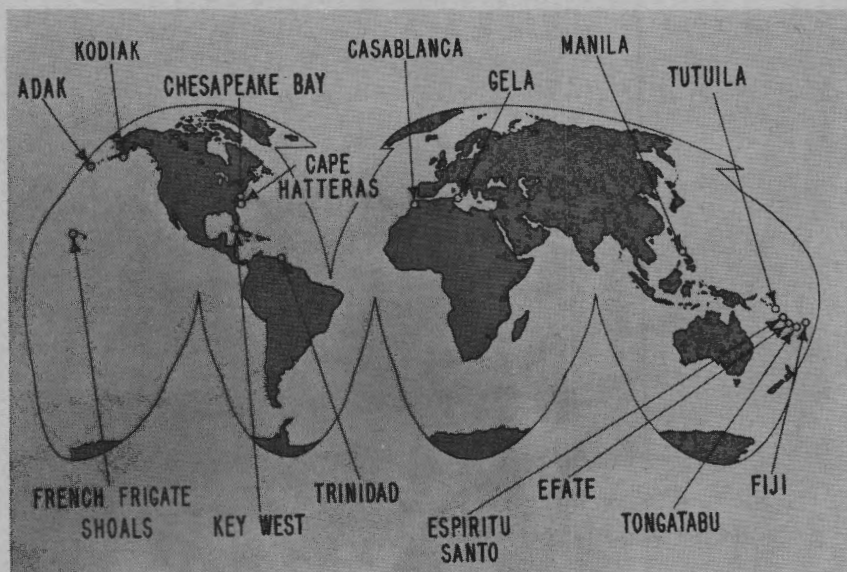 KODIAK
CASABLANCA
MANILA
ADAK
CHESAPEAKE BAY
GELA
TUTUILA
CAPE
HATTERAS
FRENCH FRIGATE
SHOALS
KEY WEST
TRINIDAD
ESPIRITU
SANTO
EFATE
TONGATABU
FIJI